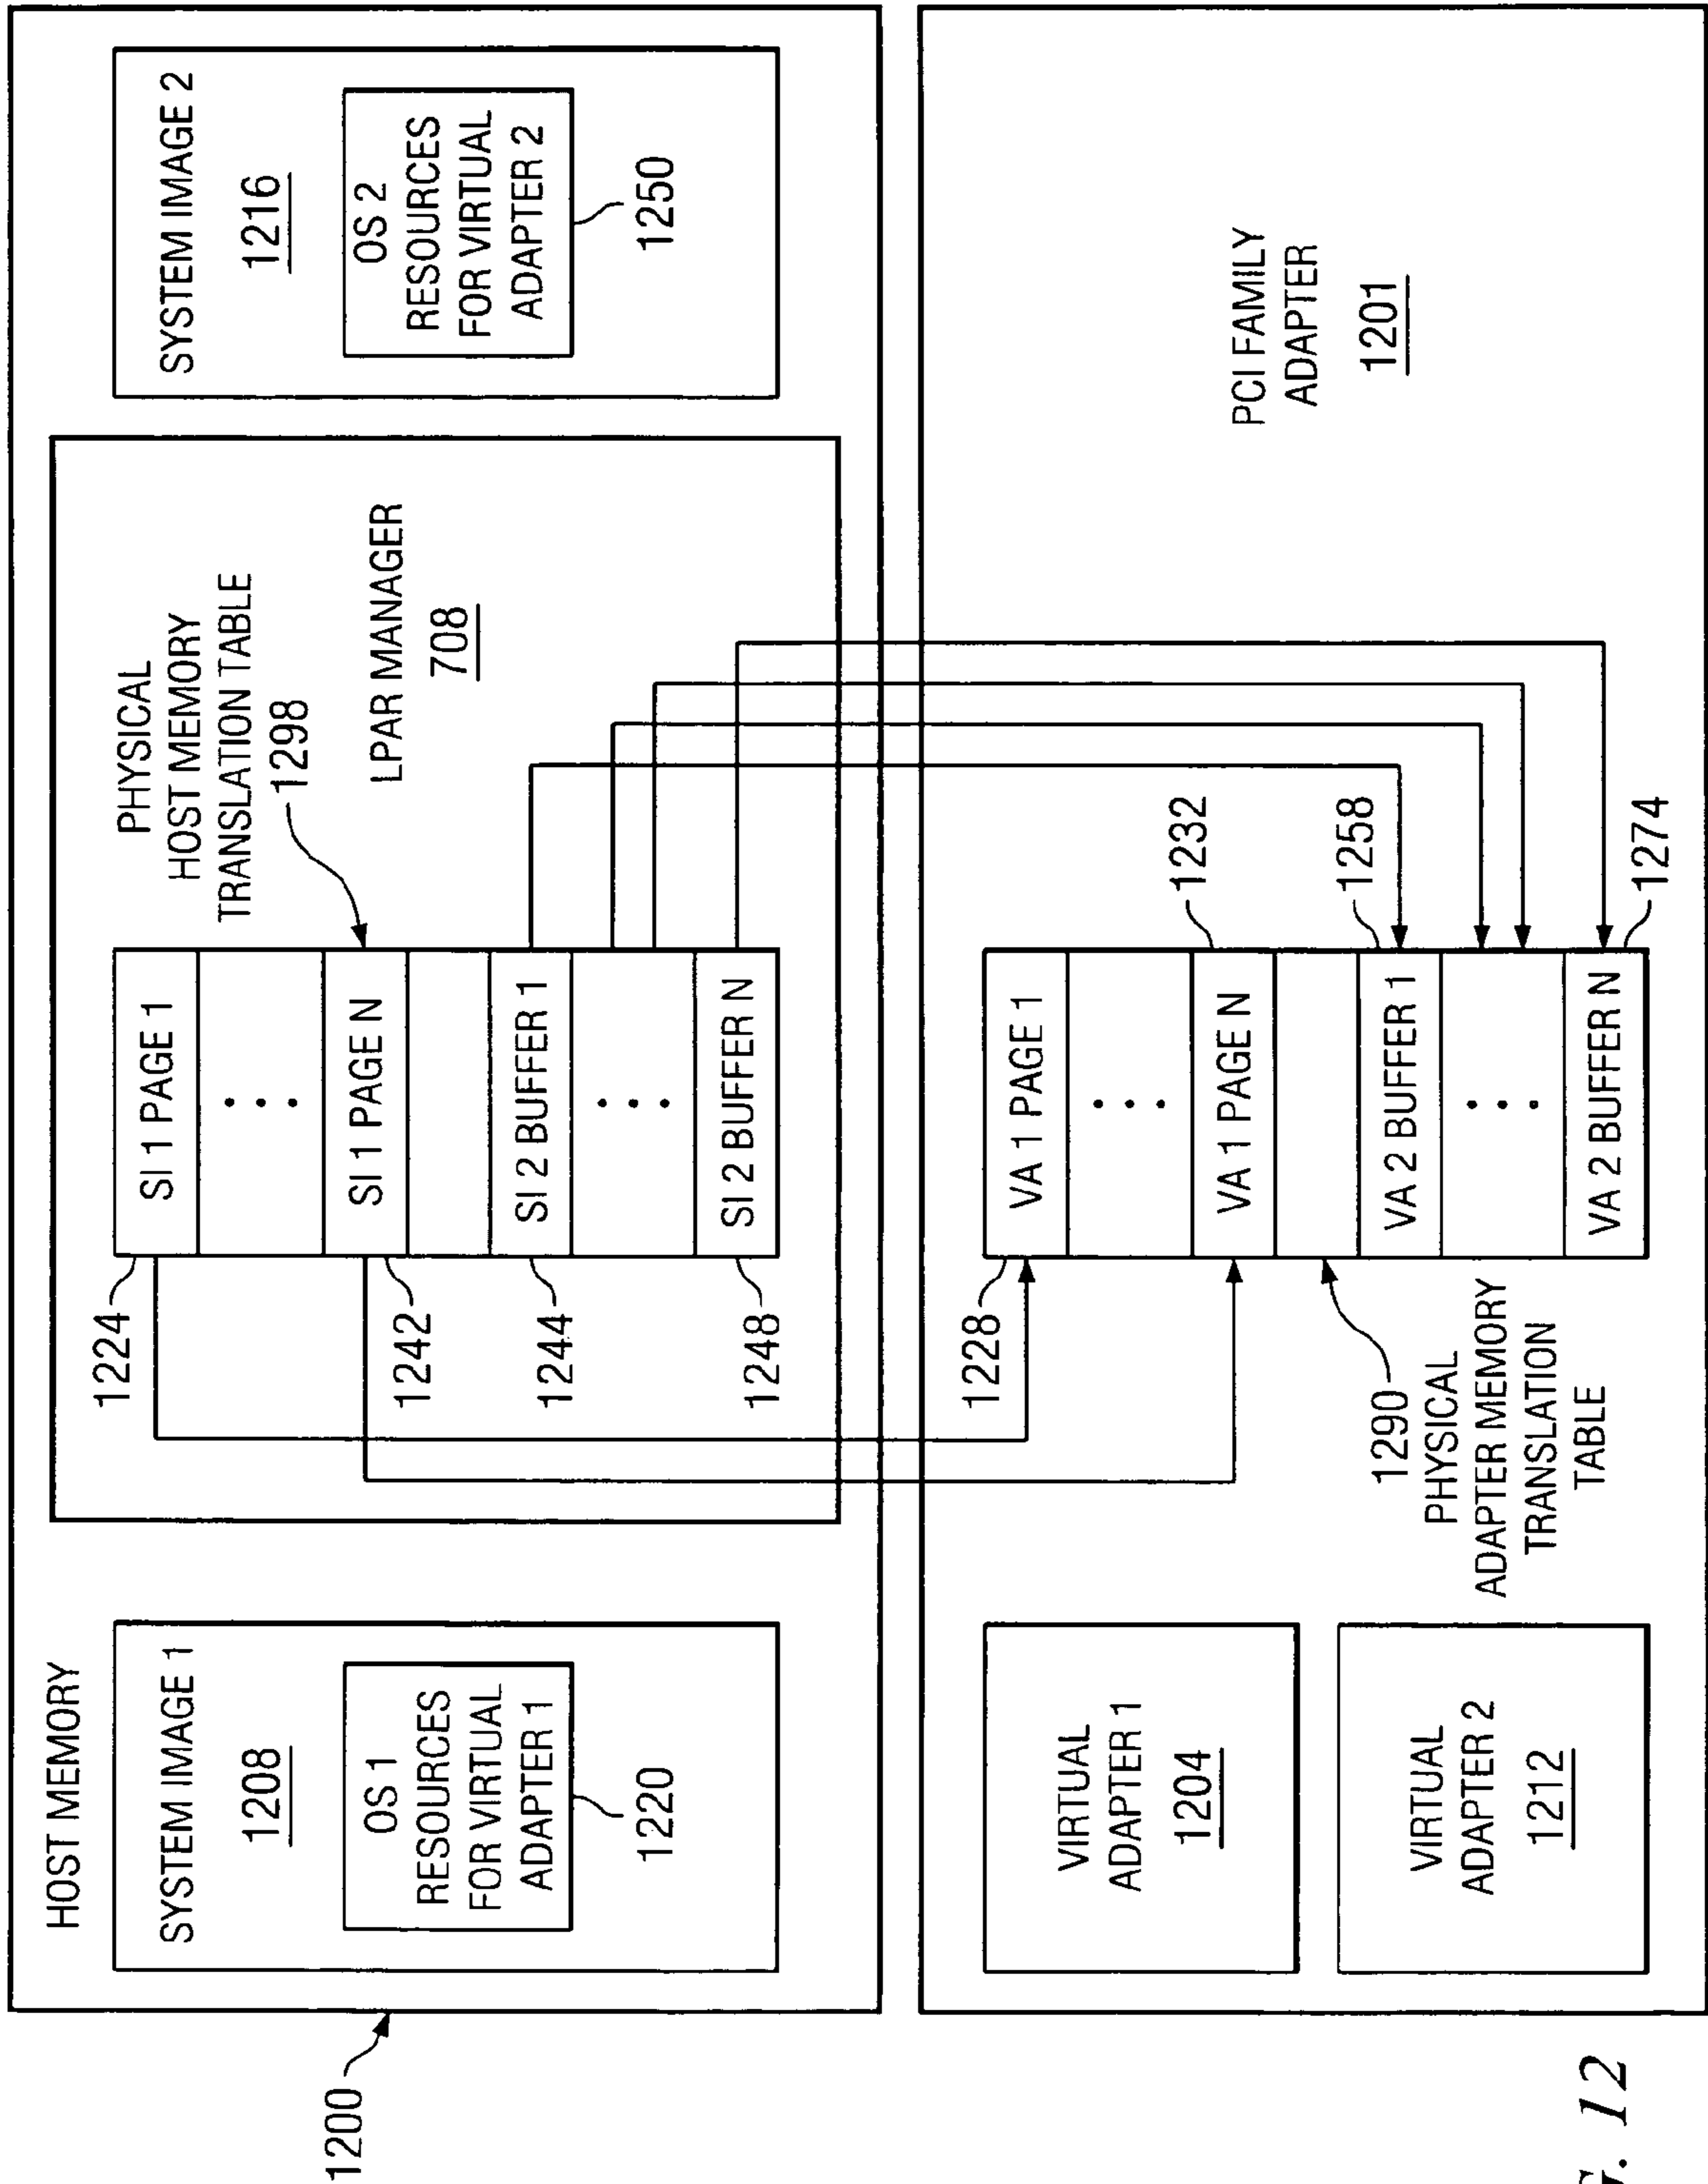 1200
HOST MEMORY
SYSTEM IMAGE 1
1208
OS 1
RESOURCES
FOR VIRTUAL
ADAPTER 1
1220
1224
1242
1244
1248
SI 1 PAGE 1
SI 1 PAGE N
SI 2 BUFFER 1
SI 2 BUFFER N
PHYSICAL
HOST MEMORY
TRANSLATION TABLE
1298
LPAR MANAGER
708
SYSTEM IMAGE 2
1216
OS 2
RESOURCES
FOR VIRTUAL
ADAPTER 2
1250
VIRTUAL
ADAPTER 1
1204
VIRTUAL
ADAPTER 2
1212
1228
1290
PHYSICAL
ADAPTER MEMORY
TRANSLATION
TABLE
VA 1 PAGE 1
VA 1 PAGE N
VA 2 BUFFER 1
VA 2 BUFFER N
1232
1258
1274
PCI FAMILY
ADAPTER
1201
G. 12